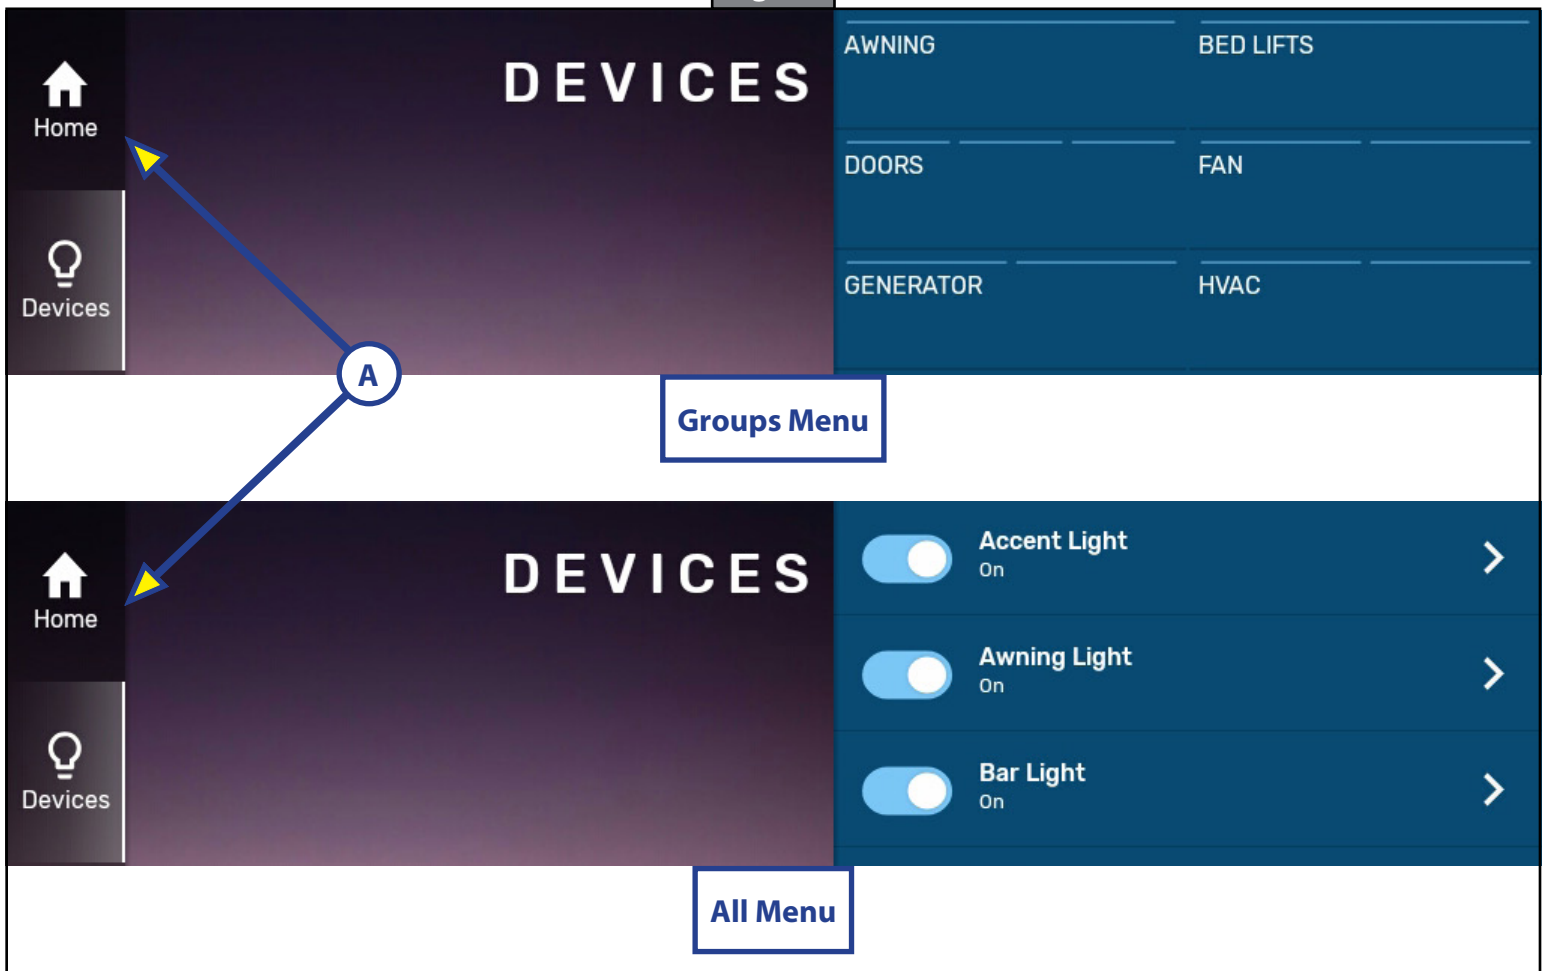 DEVICES
AWNING
BED LIFTS
Home
DOORS
FAN
Devices
GENERATOR
HVAC
A
Groups Menu
DEVICES
Accent Light
On
Home
Awning Light
On
Devices
Bar Light
On
All Menu